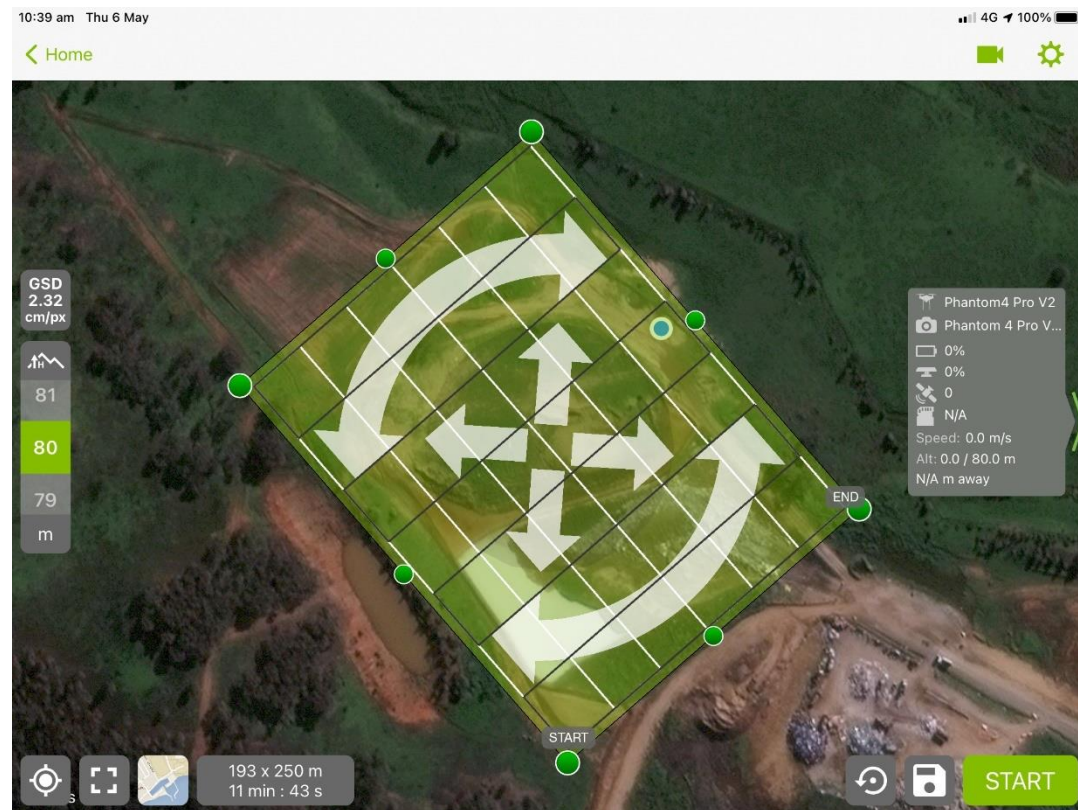 10:39 am Thu 6 May
4G 100%
Home
GSD
2.32
cm/px
H
81
80
79
m
Phantom4 Pro V2
Phantom 4 Pro V...
0%
0%
0
N/A
Speed: 0.0 m/s
Alt: 0.0 / 80.0 m
N/A m away
END
START
193 x 250 m
11 min : 43 s
START